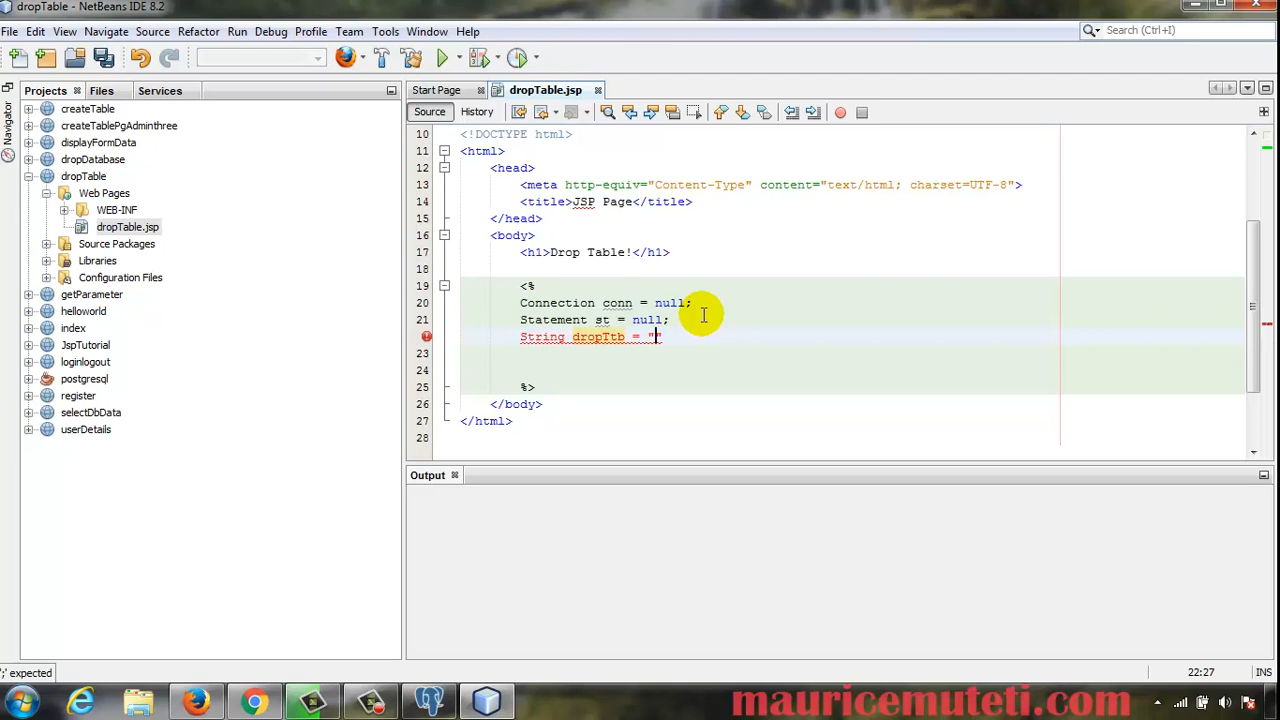 dropTable - NetBeans IDE 8.2
File Edit View Navigate Source Refactor Run Debug Profile Team Tools Window Help
Search (Ctrl+I)
Projects Files Services
Start Page dropTable.jsp
Source History
Navigator
createTable
createTablePgAdminthree
displayFormData
dropDatabase
dropTable
Web Pages
WEB-INF
dropTable.jsp
Source Packages
Libraries
Configuration Files
getParameter
helloworld
index
JspTutorial
loginlogout
postgresql
register
selectDbData
userDetails
10 <!DOCTYPE html>
11 <html>
12 <head>
13 <meta http-equiv="Content-Type" content="text/html; charset=UTF-8">
14 <title>JSP Page</title>
15 </head>
16 <body>
17 <h1>Drop Table!</h1>
18
19 <%
20 Connection conn = null;
21 Statement st = null;
String dropTtb = ""
23
24
25 %>
26 </body>
27 </html>
28
Output
';' expected
22:27 INS
mauricemuteti.com